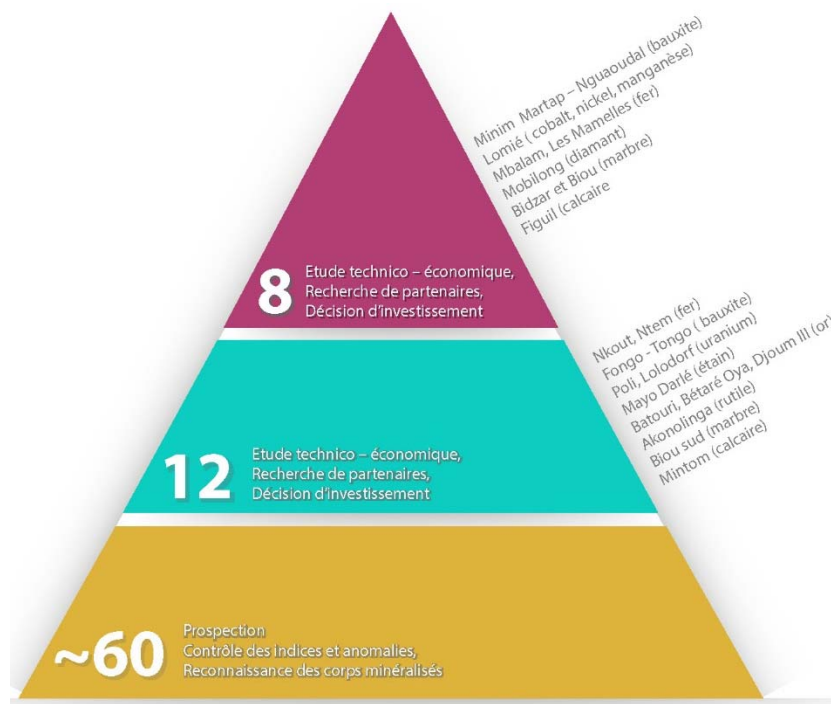 Minim Martap – Nguaoudal (bauxite)
Lomié ( cobalt, nickel, manganèse)
Mbalam, Les Mamelles (fer)
Mobilong (diamant)
Bidzar et Biou (marbre)
Figuil (calcaire
8
Etude technico – économique,
Recherche de partenaires,
Décision d'investissement
Nkout, Ntem (fer)
Fongo - Tongo ( bauxite)
Poli, Lolodorf (uranium)
Mayo Darlé (étain)
Batouri, Bétaré Oya, Djoum III (or)
Akonolinga (rutile)
Biou sud (marbre)
Mintom (calcaire)
12
Etude technico – économique,
Recherche de partenaires,
Décision d'investissement
~60
Prospection
Contrôle des indices et anomalies,
Reconnaissance des corps minéralisés